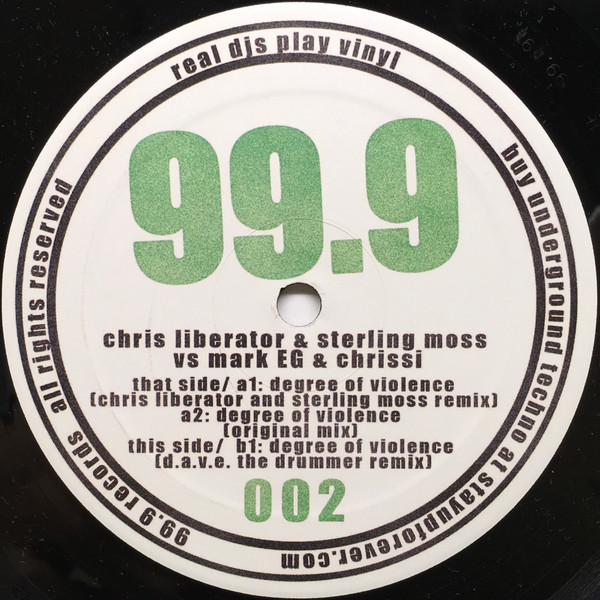 real djs play vinyl
buy underground techno at stayupforever.com
99.9 records all rights reserved
99.9
chris liberator & sterling moss
vs mark EG & chrissi
that side/ a1: degree of violence
(chris liberator and sterling moss remix)
a2: degree of violence
(original mix)
this side/ b1: degree of violence
(d.a.v.e. the drummer remix)
002